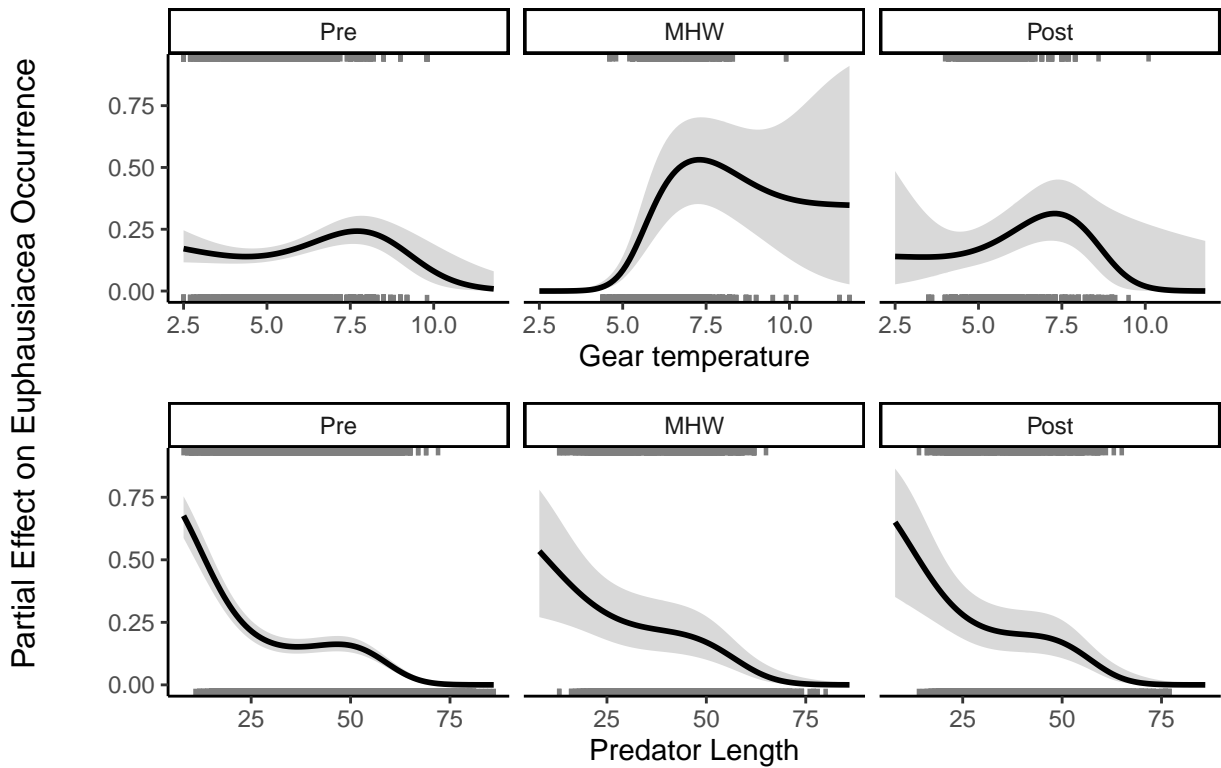 Partial Effect on Euphausiacea Occurrence
Pre MHW Post
0.75
0.50
0.25
0.00
2.5 5.0 7.5 10.0 2.5 5.0 7.5 10.0 2.5 5.0 7.5 10.0
Gear temperature
Pre MHW Post
0.75
0.50
0.25
0.00
25 50 75 25 50 75 25 50 75
Predator Length